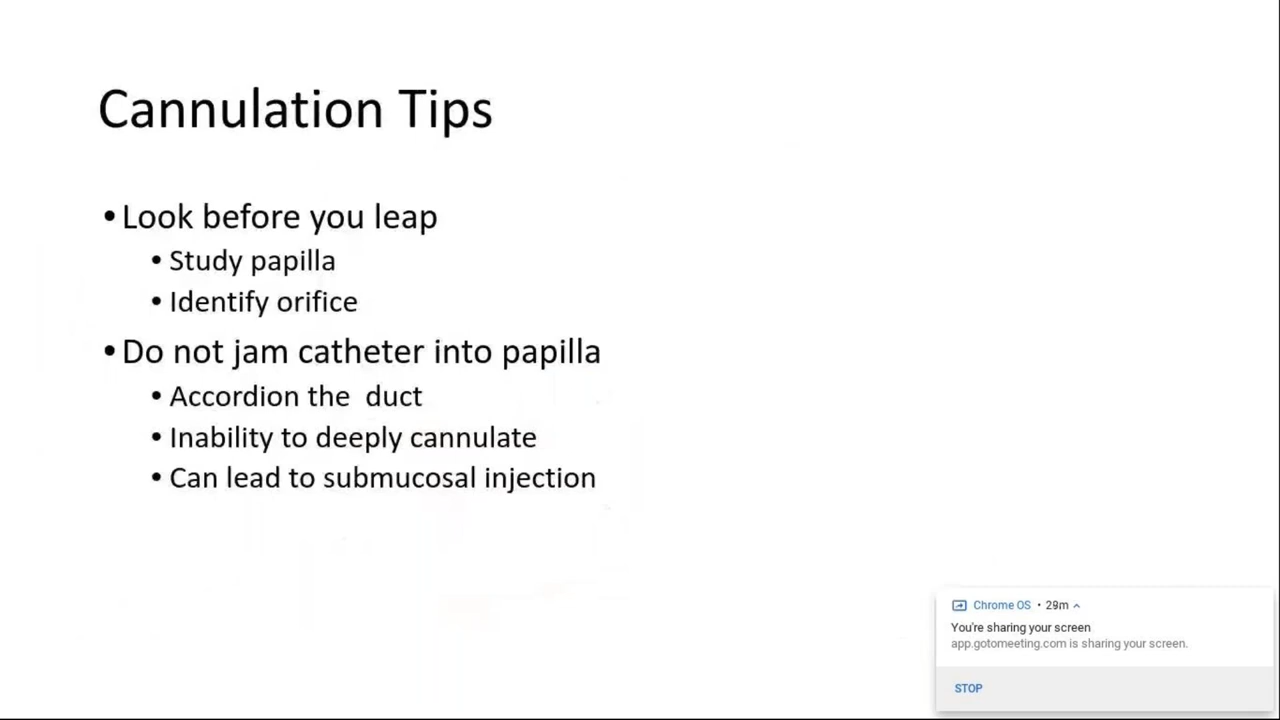 Cannulation Tips
• Look before you leap
• Study papilla
• Identify orifice
• Do not jam catheter into papilla
• Accordion the  duct
• Inability to deeply cannulate
• Can lead to submucosal injection
Chrome OS • 29m
You're sharing your screen
app.gotomeeting.com is sharing your screen.
STOP